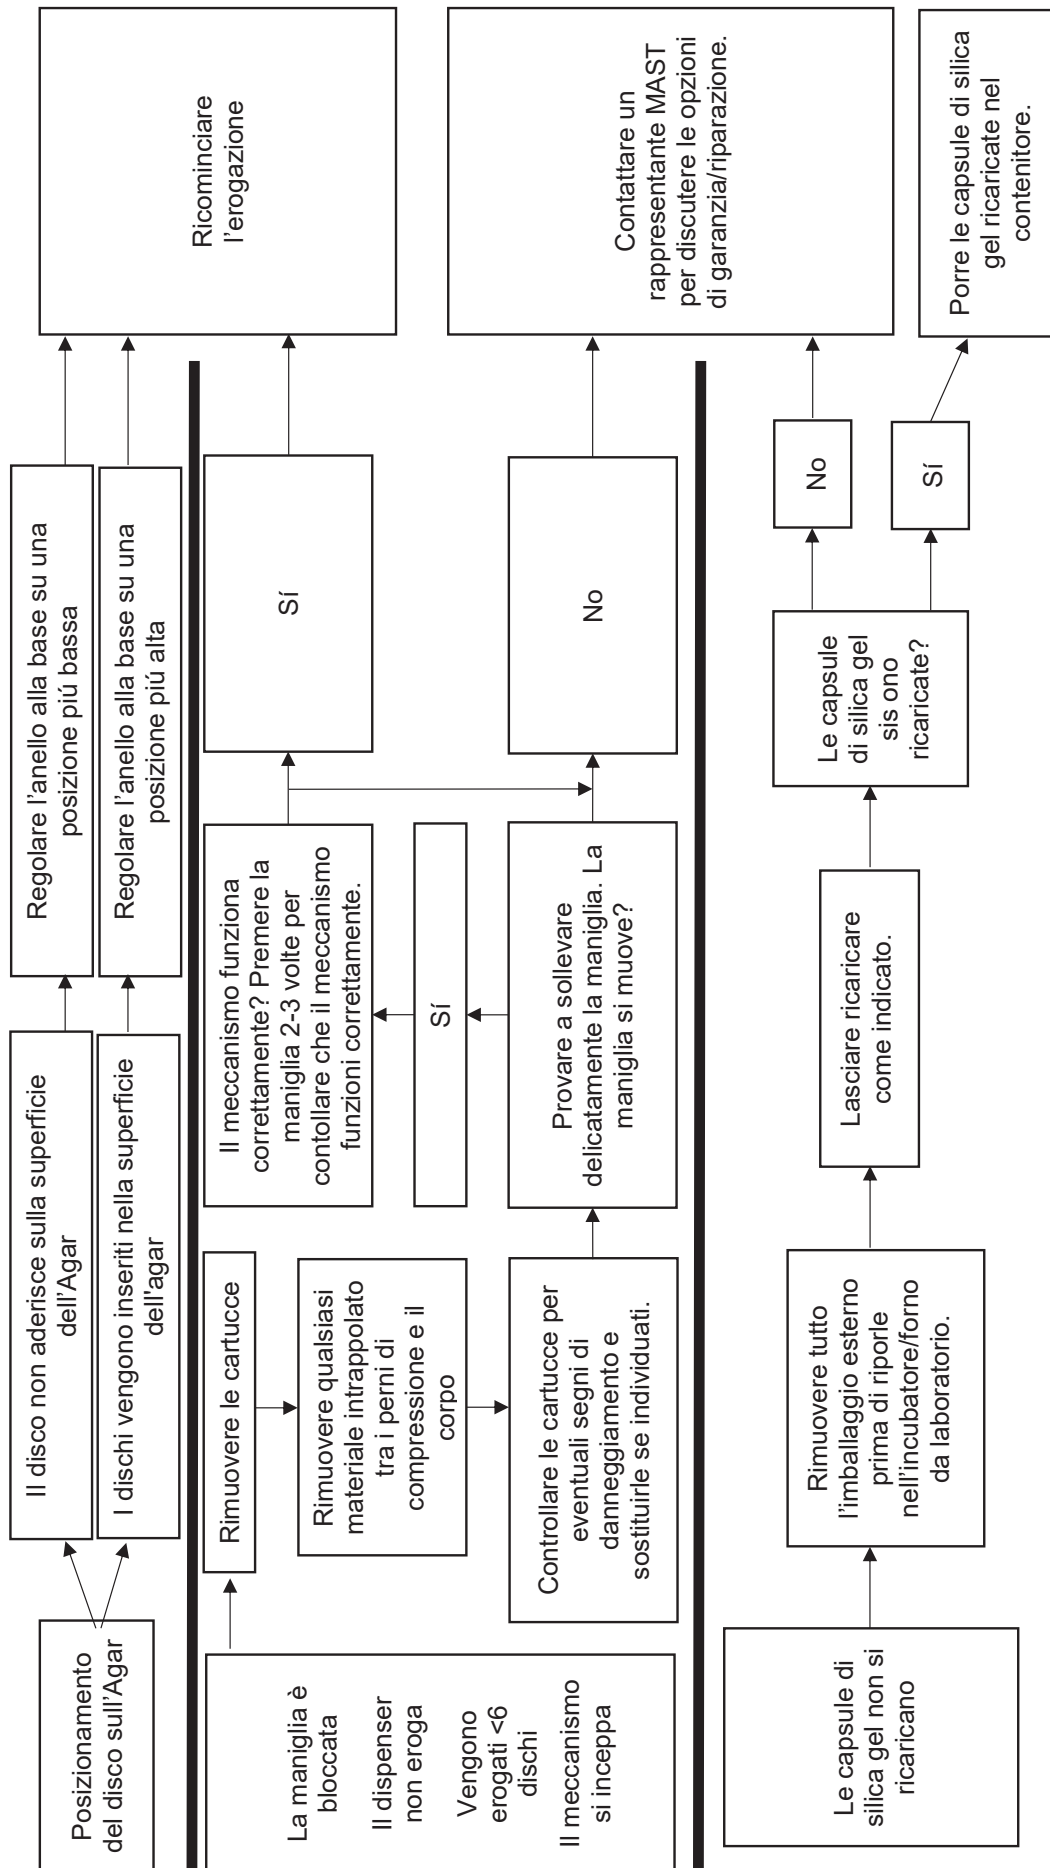 Posizionamento
del disco sull'Agar
Il disco non aderisce sulla superficie
dell'Agar
Regolare l'anello alla base su una
posizione piú bassa
I dischi vengono inseriti nella superficie
dell'agar
Regolare l'anello alla base su una
posizione piú alta
Ricominciare
l'erogazione
La maniglia è
bloccata
Il dispenser
non eroga
Vengono
erogati <6
dischi
Il meccanismo
si inceppa
Rimuovere le cartucce
Rimuovere qualsiasi
materiale intrappolato
tra i perni di
compressione e il
corpo
Controllare le cartucce per
eventuali segni di
danneggiamento e
sostituirle se individuati.
Provare a sollevare
delicatamente la maniglia. La
maniglia si muove?
Sí
Il meccanismo funziona
correttamente? Premere la
maniglia 2-3 volte per
contollare che il meccanismo
funzioni correttamente.
Sí
No
Contattare un
rappresentante MAST
per discutere le opzioni
di garanzia/riparazione.
Le capsule di
silica gel non si
ricaricano
Rimuovere tutto
l'imballaggio esterno
prima di riporle
nell'incubatore/forno
da laboratorio.
Lasciare ricaricare
come indicato.
Le capsule
di silica gel
sis ono
ricaricate?
No
Sí
Porre le capsule di silica
gel ricaricate nel
contenitore.